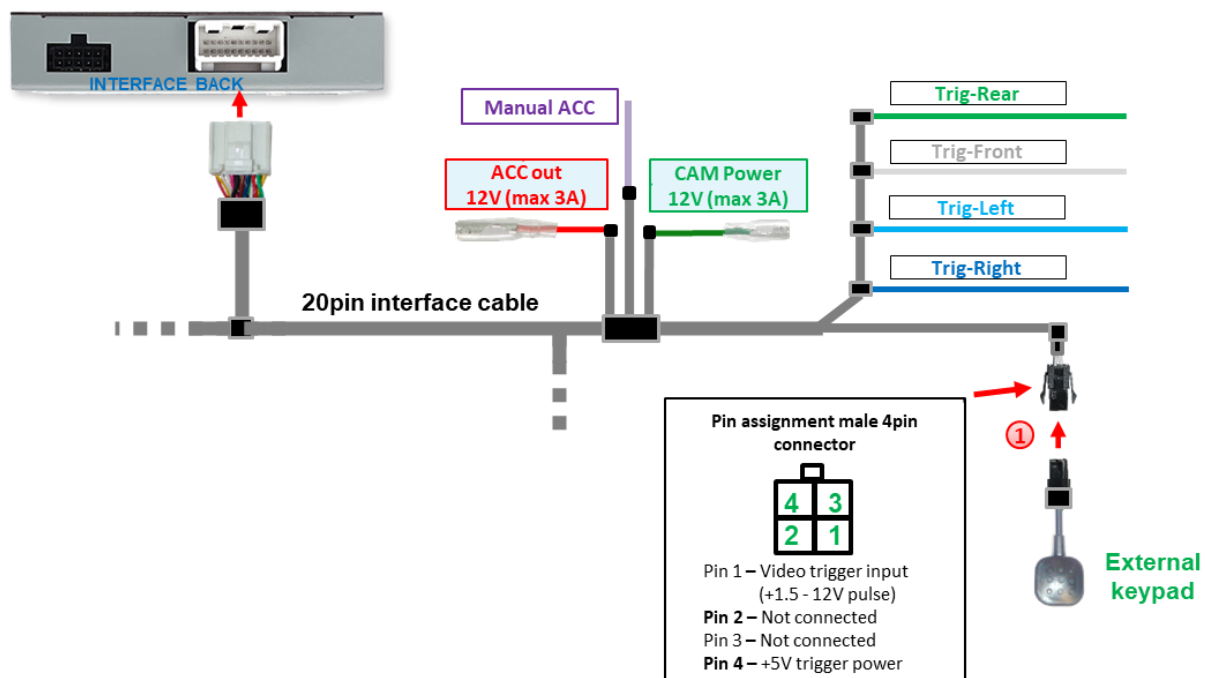 INTERFACE BACK
Manual ACC
ACC out
12V (max 3A)
CAM Power
12V (max 3A)
Trig-Rear
Trig-Front
Trig-Left
Trig-Right
20pin interface cable
Pin assignment male 4pin
connector
4 3
2 1
Pin 1 – Video trigger input
(+1.5 - 12V pulse)
Pin 2 – Not connected
Pin 3 – Not connected
Pin 4 – +5V trigger power
1
External
keypad